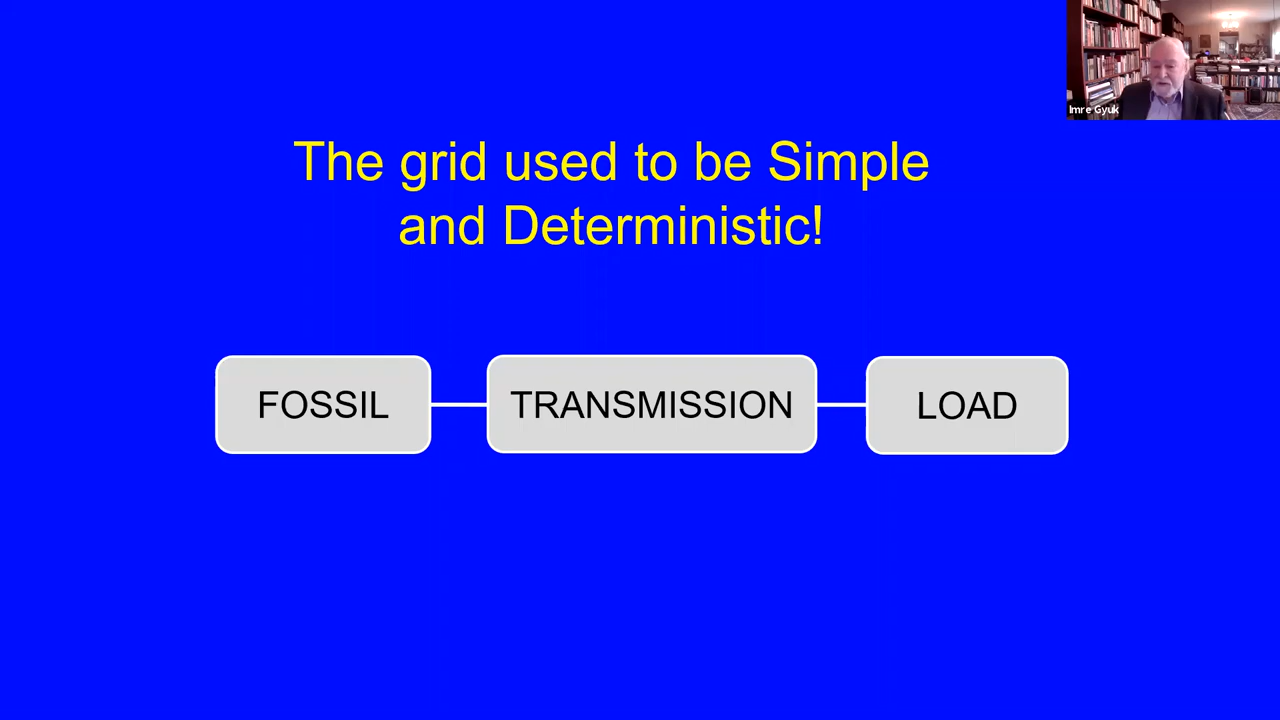 Imre Gyuk
The grid used to be Simple
and Deterministic!
FOSSIL
TRANSMISSION
LOAD